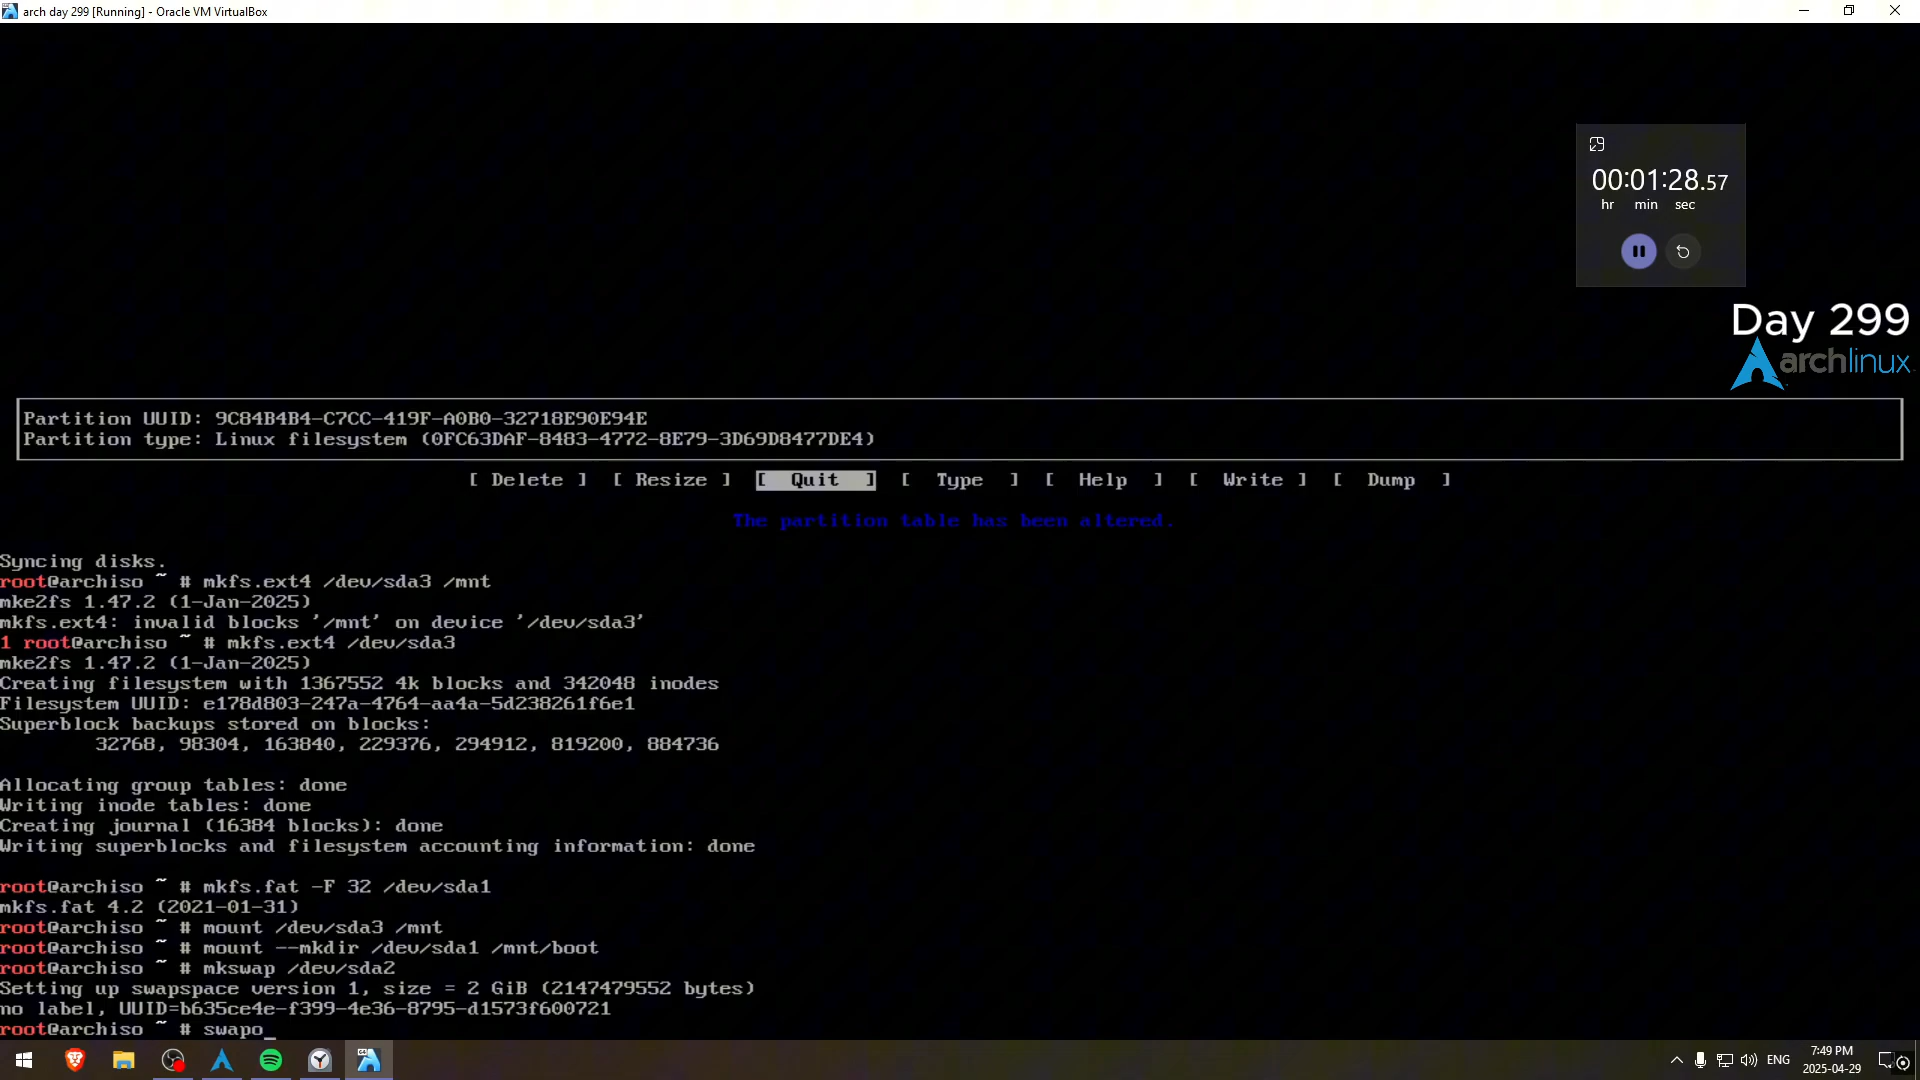 arch day 299 [Running] - Oracle VM VirtualBox
00:01:28.57
hr min sec
Day 299
archlinux
Partition UUID: 9C84B4B4-C7CC-419F-A0B0-32718E90E94E
Partition type: Linux filesystem (0FC63DAF-8483-4772-8E79-3D69D8477DE4)
[ Delete ] [ Resize ] [ Quit ] [ Type ] [ Help ] [ Write ] [ Dump ]
The partition table has been altered.
Syncing disks.
root@archiso ~ # mkfs.ext4 /dev/sda3 /mnt
mke2fs 1.47.2 (1-Jan-2025)
mkfs.ext4: invalid blocks '/mnt' on device '/dev/sda3'
1 root@archiso ~ # mkfs.ext4 /dev/sda3
mke2fs 1.47.2 (1-Jan-2025)
Creating filesystem with 1367552 4k blocks and 342048 inodes
Filesystem UUID: e178d803-247a-4764-aa4a-5d238261f6e1
Superblock backups stored on blocks:
32768, 98304, 163840, 229376, 294912, 819200, 884736
Allocating group tables: done
Writing inode tables: done
Creating journal (16384 blocks): done
Writing superblocks and filesystem accounting information: done
root@archiso ~ # mkfs.fat -F 32 /dev/sda1
mkfs.fat 4.2 (2021-01-31)
root@archiso ~ # mount /dev/sda3 /mnt
root@archiso ~ # mount --mkdir /dev/sda1 /mnt/boot
root@archiso ~ # mkswap /dev/sda2
Setting up swapspace version 1, size = 2 GiB (2147479552 bytes)
no label, UUID=b635ce4e-f399-4e36-8795-d1573f600721
root@archiso ~ # swapo_
ENG
7:49 PM
2025-04-29